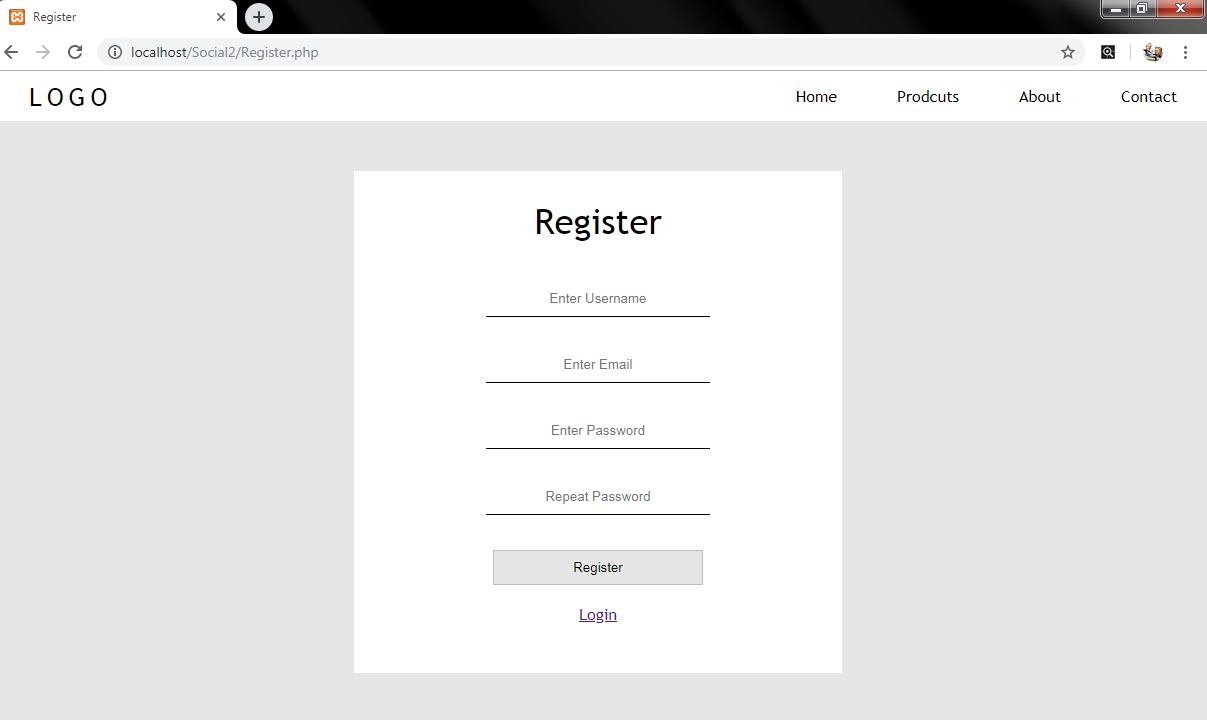 Register
localhost/Social2/Register.php
LOGO Home Prodcuts About Contact
Register
Enter Username
Enter Email
Enter Password
Repeat Password
Register
Login